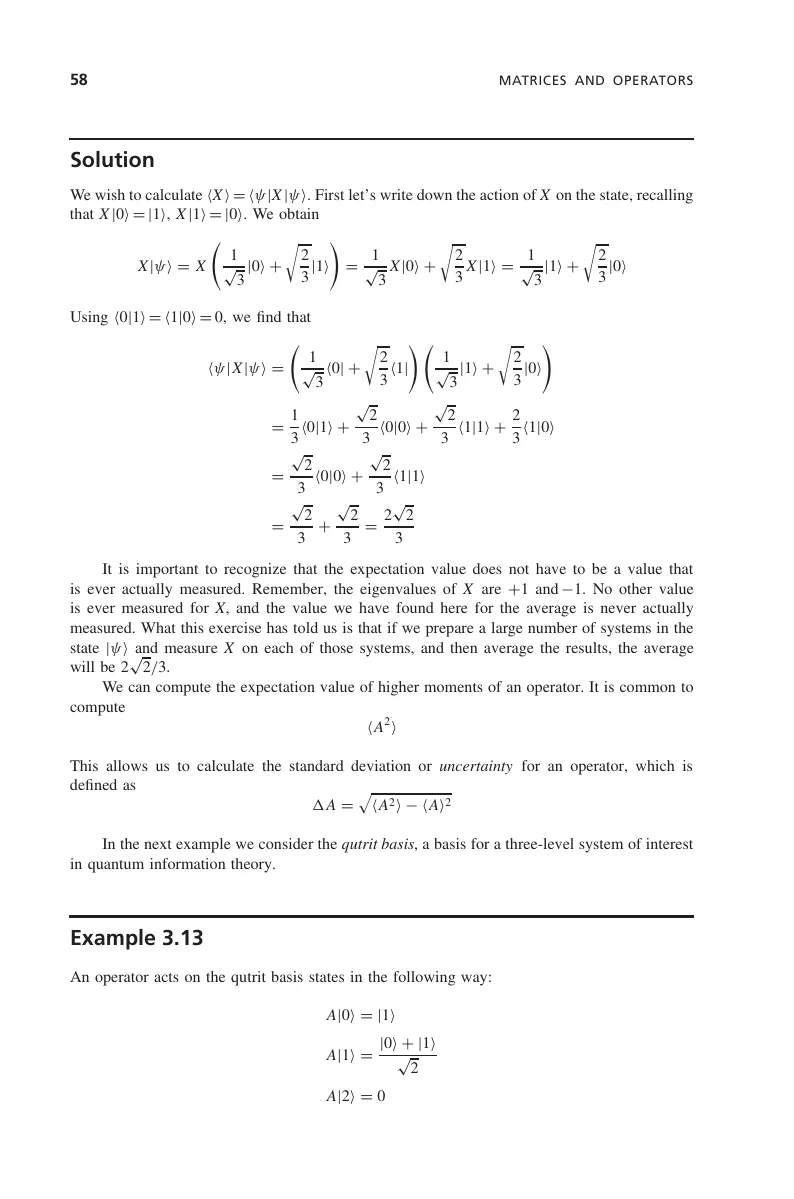 58 MATRICES AND OPERATORS
Solution
We wish to calculate ⟨X⟩ = ⟨ψ|X|ψ⟩. First let's write down the action of X on the state, recalling
that X|0⟩ = |1⟩, X|1⟩ = |0⟩. We obtain
X|ψ⟩ = X(1/√3 |0⟩ + √(2/3) |1⟩) = 1/√3 X|0⟩ + √(2/3) X|1⟩ = 1/√3 |1⟩ + √(2/3) |0⟩
Using ⟨0|1⟩ = ⟨1|0⟩ = 0, we find that
⟨ψ|X|ψ⟩ = (1/√3 ⟨0| + √(2/3) ⟨1|)(1/√3 |1⟩ + √(2/3) |0⟩)
= 1/3 ⟨0|1⟩ + √2/3 ⟨0|0⟩ + √2/3 ⟨1|1⟩ + 2/3 ⟨1|0⟩
= √2/3 ⟨0|0⟩ + √2/3 ⟨1|1⟩
= √2/3 + √2/3 = 2√2/3
It is important to recognize that the expectation value does not have to be a value that
is ever actually measured. Remember, the eigenvalues of X are +1 and −1. No other value
is ever measured for X, and the value we have found here for the average is never actually
measured. What this exercise has told us is that if we prepare a large number of systems in the
state |ψ⟩ and measure X on each of those systems, and then average the results, the average
will be 2√2/3.
We can compute the expectation value of higher moments of an operator. It is common to
compute
⟨A²⟩
This allows us to calculate the standard deviation or uncertainty for an operator, which is
defined as
ΔA = √(⟨A²⟩ − ⟨A⟩²)
In the next example we consider the qutrit basis, a basis for a three-level system of interest
in quantum information theory.
Example 3.13
An operator acts on the qutrit basis states in the following way:
A|0⟩ = |1⟩
A|1⟩ = (|0⟩ + |1⟩)/√2
A|2⟩ = 0